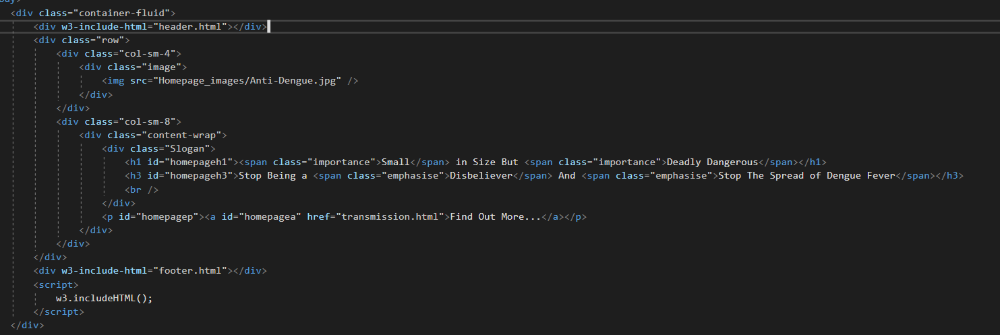 <div class="container-fluid">
<div w3-include-html="header.html"></div>
<div class="row">
<div class="col-sm-4">
<div class="image">
<img src="Homepage_images/Anti-Dengue.jpg" />
</div>
</div>
<div class="col-sm-8">
<div class="content-wrap">
<div class="Slogan">
<h1 id="homepageh1"><span class="importance">Small</span> in Size But <span class="importance">Deadly Dangerous</span></h1>
<h3 id="homepageh3">Stop Being a <span class="emphasise">Disbeliever</span> And <span class="emphasise">Stop The Spread of Dengue Fever</span></h3>
<br />
</div>
<p id="homepagep"><a id="homepagea" href="transmission.html">Find Out More...</a></p>
</div>
</div>
</div>
<div w3-include-html="footer.html"></div>
<script>
w3.includeHTML();
</script>
</div>